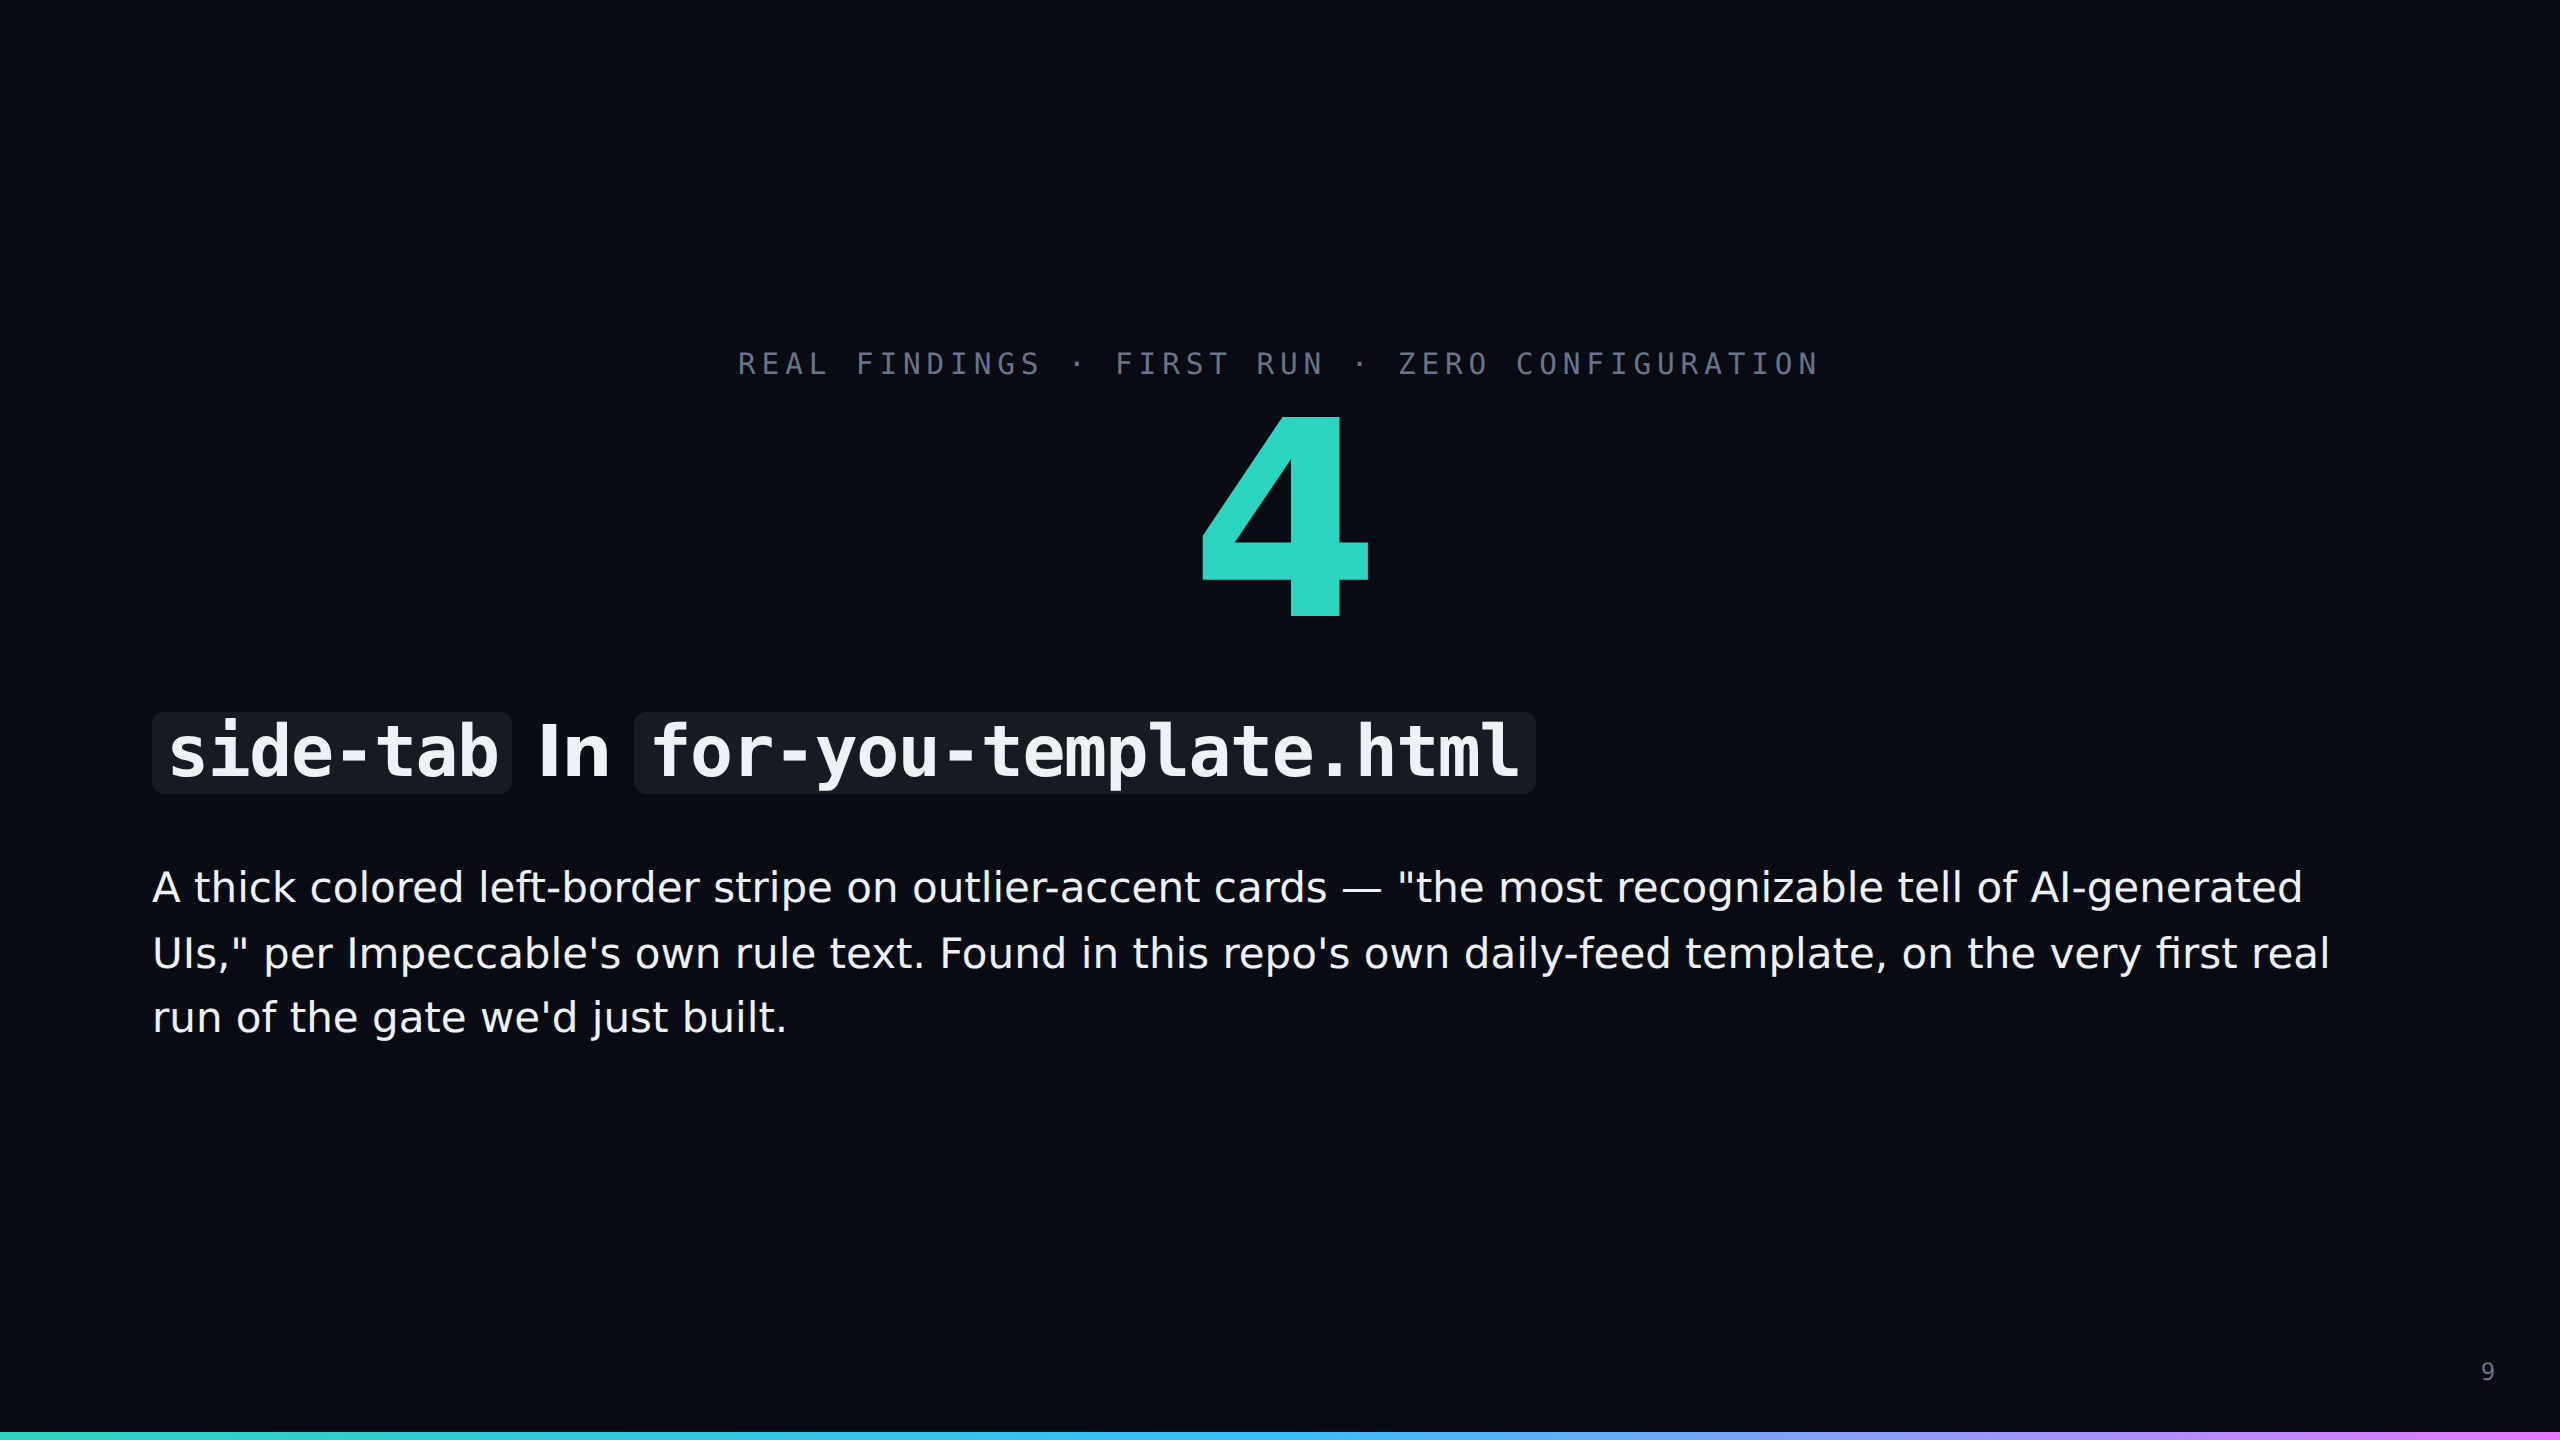 REAL FINDINGS · FIRST RUN · ZERO CONFIGURATION
4
side-tab In for-you-template.html
A thick colored left-border stripe on outlier-accent cards — "the most recognizable tell of AI-generated
UIs," per Impeccable's own rule text. Found in this repo's own daily-feed template, on the very first real
run of the gate we'd just built.
9